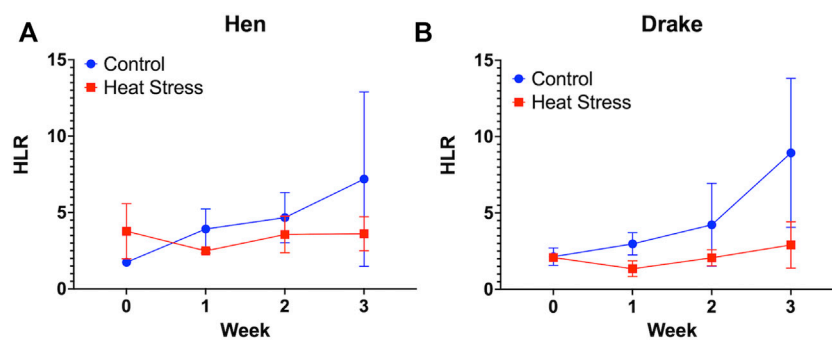 A
Hen
Control
Heat Stress
HLR
15
10
5
0
0 1 2 3
Week
B
Drake
Control
Heat Stress
HLR
15
10
5
0
0 1 2 3
Week